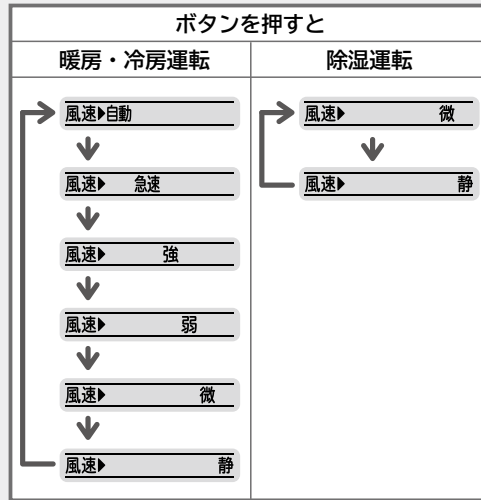 ボタンを押すと
暖房・冷房運転
除湿運転
風速▶自動
風速▶ 急速
風速▶ 強
風速▶ 弱
風速▶ 微
風速▶ 静
風速▶ 微
風速▶ 静